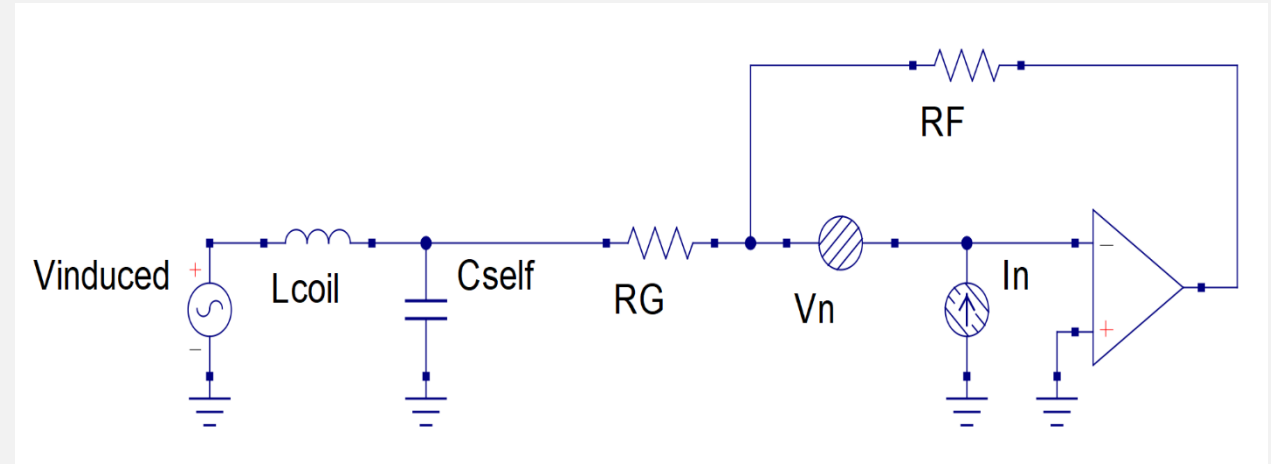 RF
Vinduced
+
−
Lcoil
Cself
RG
Vn
In
−
+